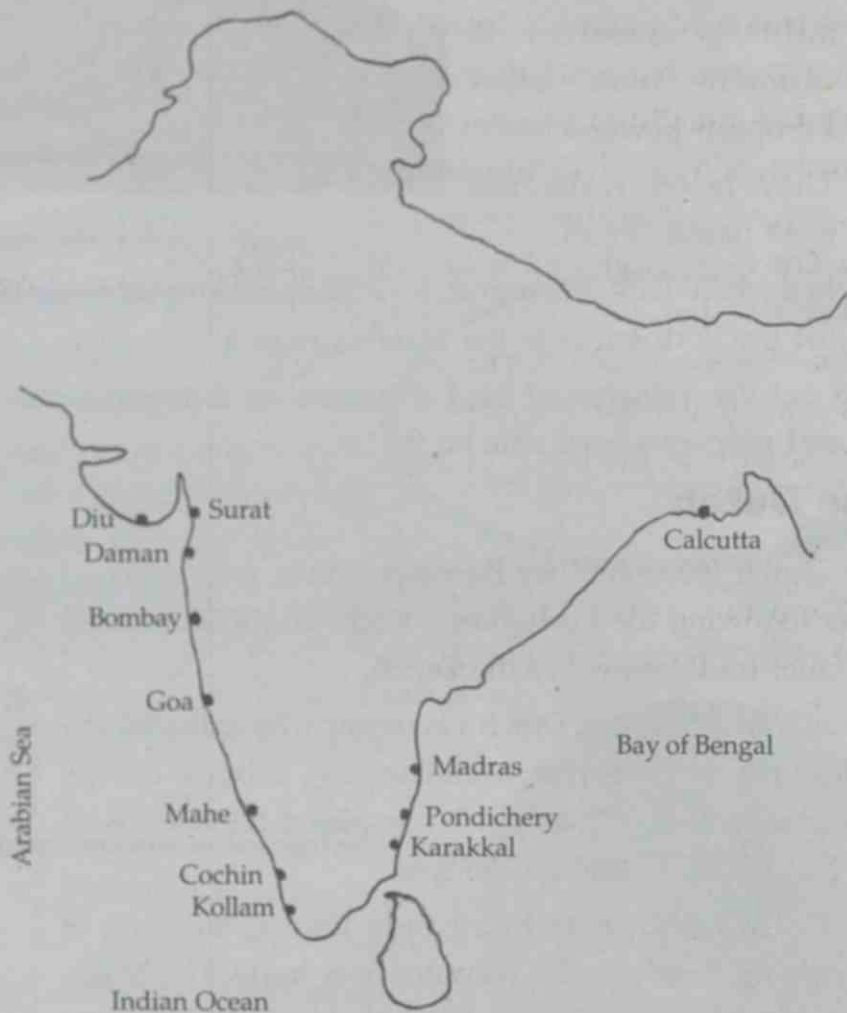 Diu
Surat
Daman
Calcutta
Bombay
Goa
Arabian Sea
Bay of Bengal
Madras
Mahe
Pondichery
Karakkal
Cochin
Kollam
Indian Ocean